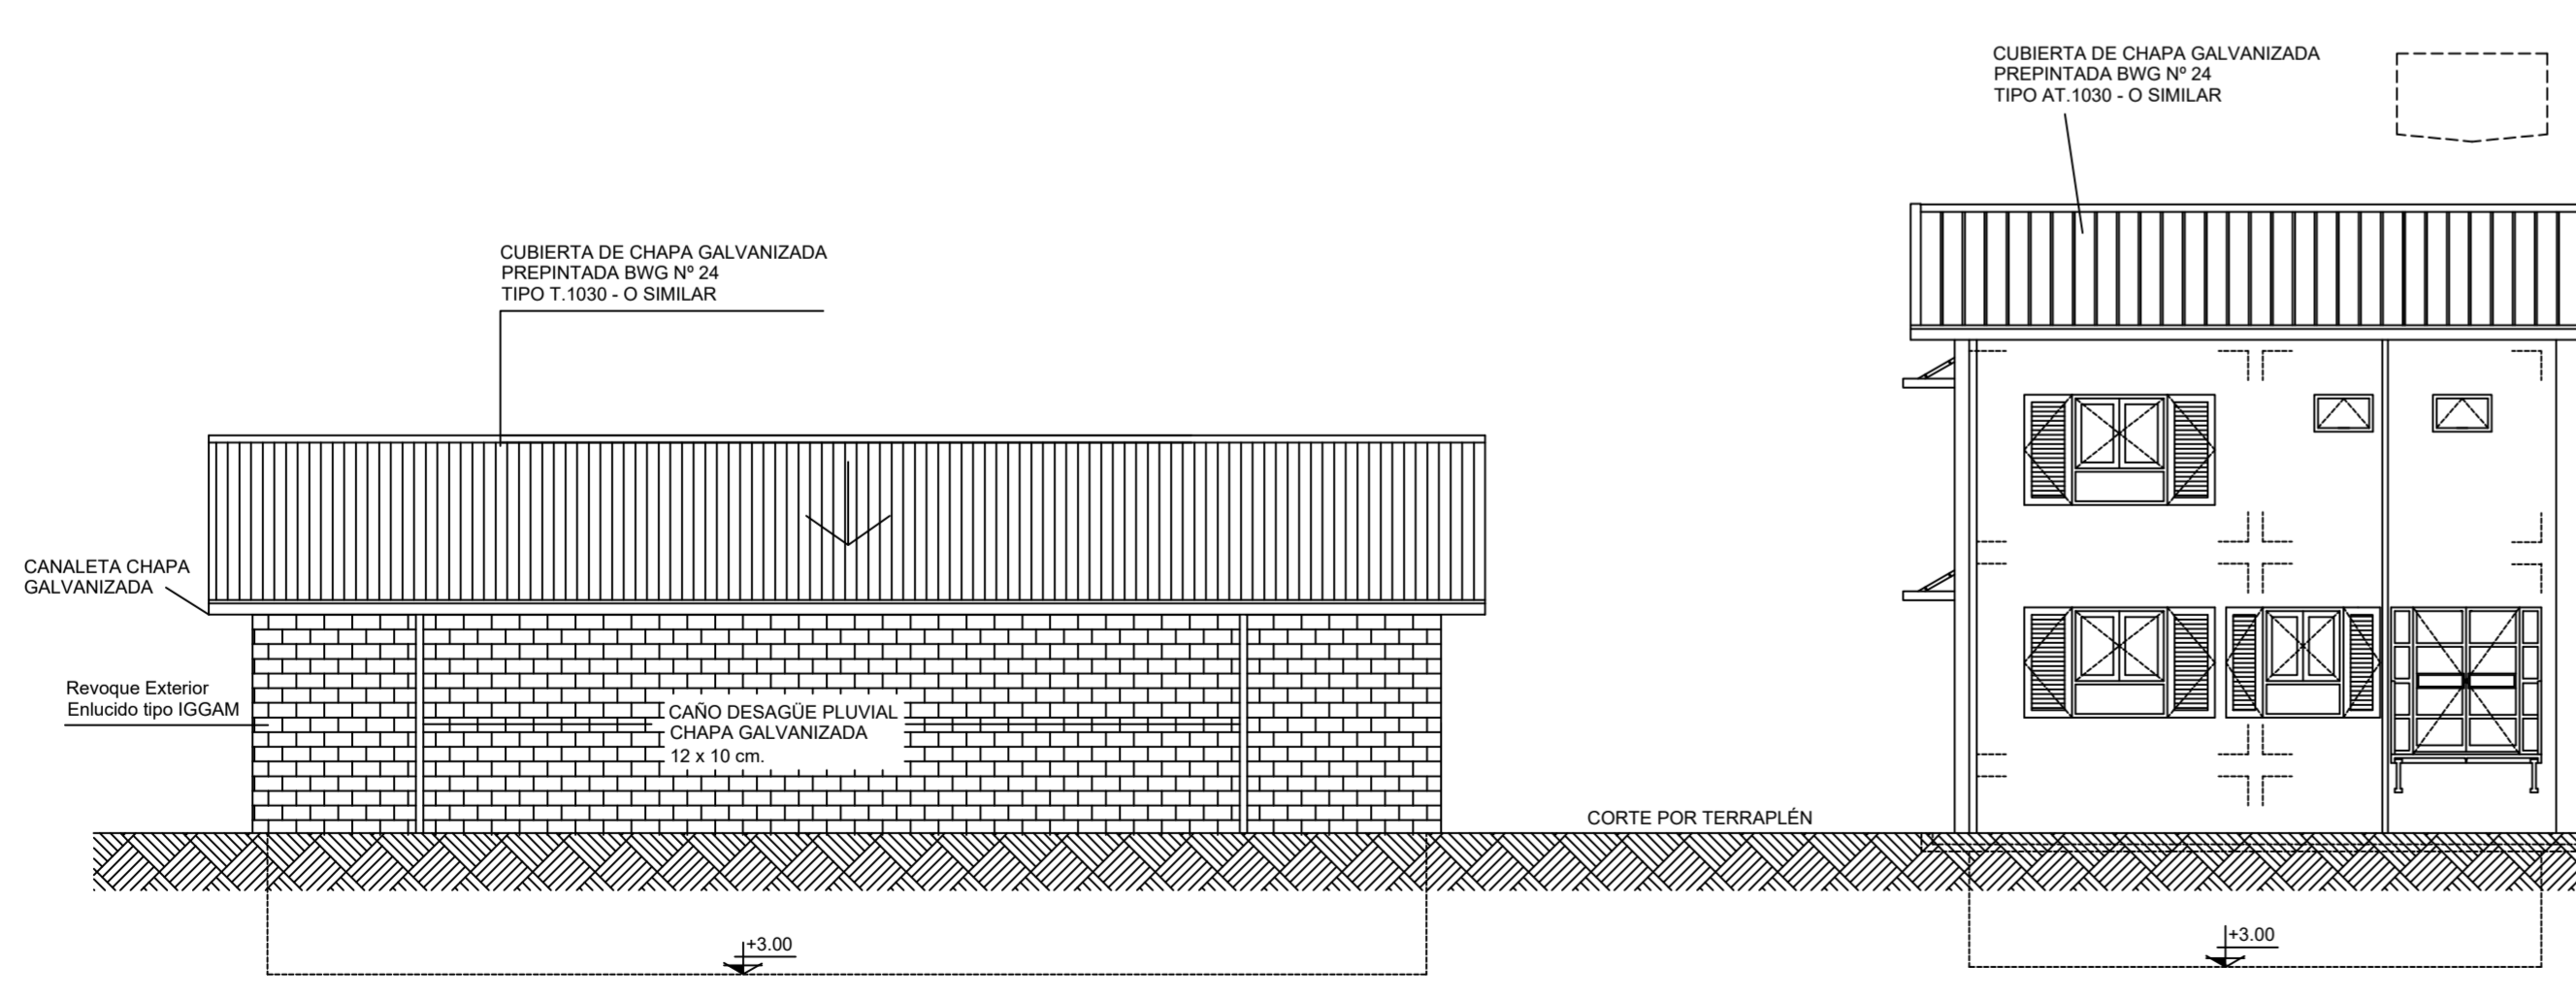 CUBIERTA DE CHAPA GALVANIZADA
PREPINTADA BWG Nº 24
TIPO AT.1030 - O SIMILAR
CUBIERTA DE CHAPA GALVANIZADA
PREPINTADA BWG Nº 24
TIPO T.1030 - O SIMILAR
CANALETA CHAPA
GALVANIZADA
Revoque Exterior
Enlucido tipo IGGAM
CAÑO DESAGÜE PLUVIAL
CHAPA GALVANIZADA
12 x 10 cm.
CORTE POR TERRAPLÉN
+3.00
+3.00